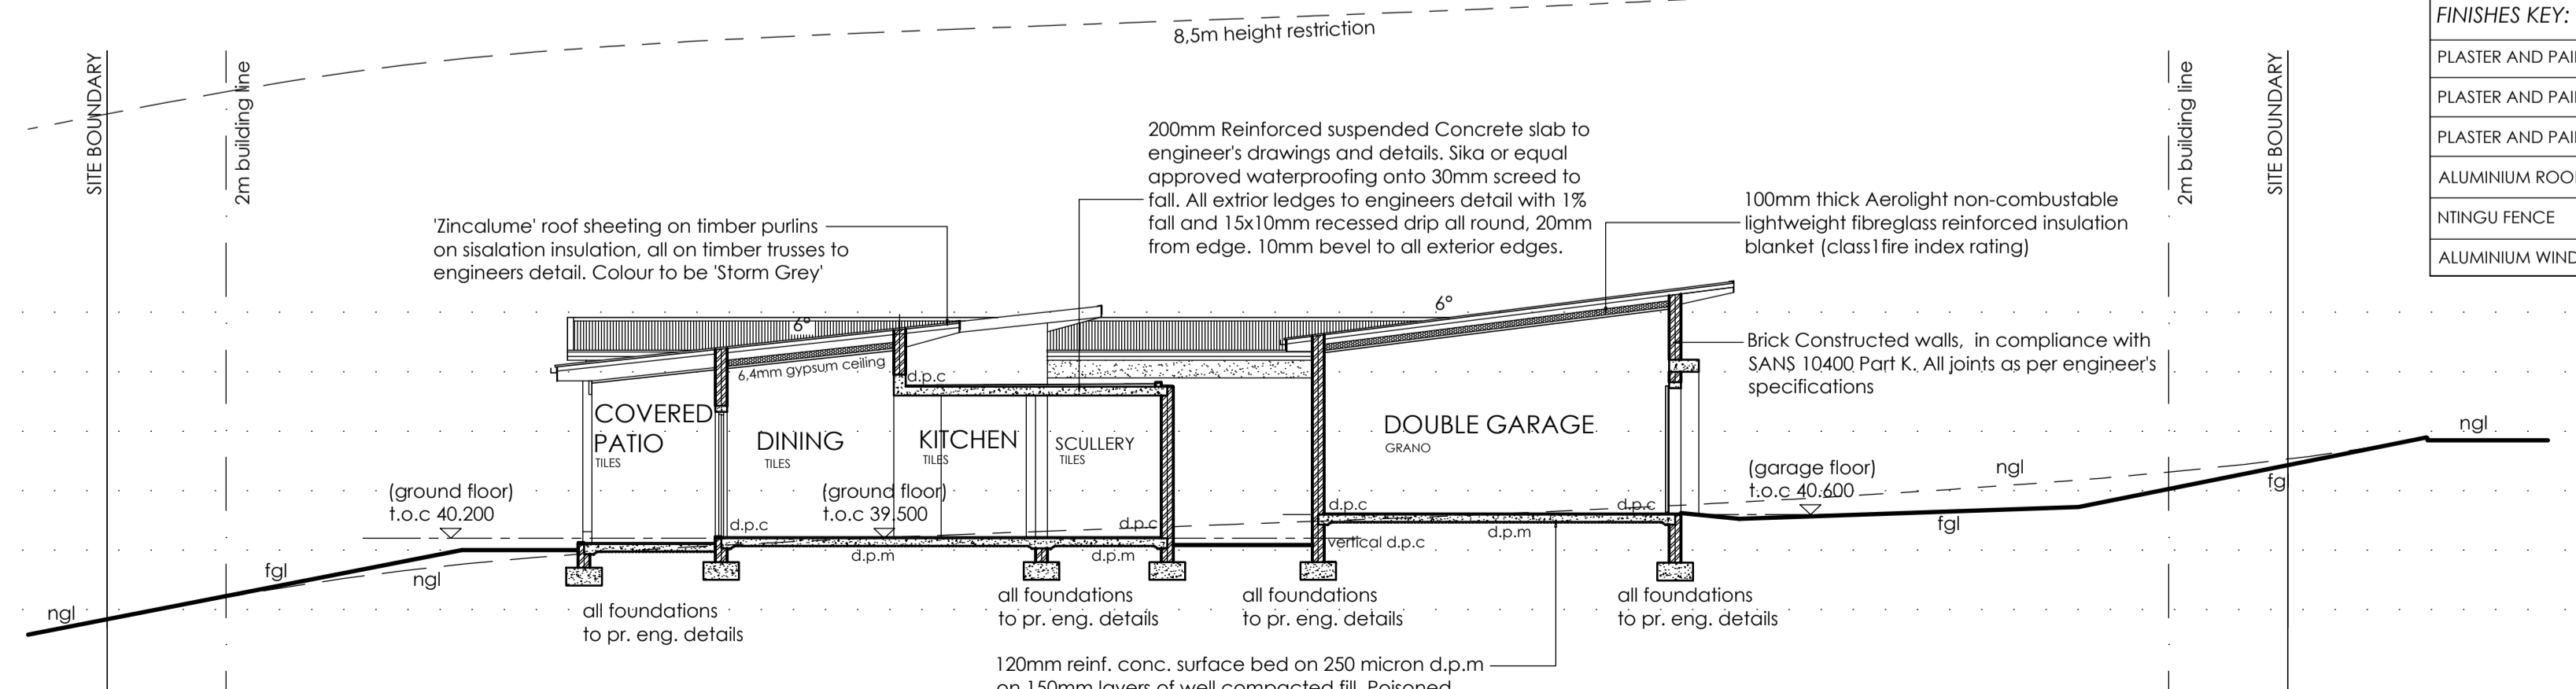 8,5m height restriction
FINISHES KEY:
SITE BOUNDARY
2m building line
2m building line
SITE BOUNDARY
PLASTER AND PAI
PLASTER AND PAI
PLASTER AND PAI
ALUMINIUM ROO
NTINGU FENCE
ALUMINIUM WIND
'Zincalume' roof sheeting on timber purlins
on sisalation insulation, all on timber trusses to
engineers detail. Colour to be 'Storm Grey'
200mm Reinforced suspended Concrete slab to
engineer's drawings and details. Sika or equal
approved waterproofing onto 30mm screed to
fall. All extrior ledges to engineers detail with 1%
fall and 15x10mm recessed drip all round, 20mm
from edge. 10mm bevel to all exterior edges.
100mm thick Aerolight non-combustable
lightweight fibreglass reinforced insulation
blanket (class1fire index rating)
6°
6°
Brick Constructed walls, in compliance with
SANS 10400 Part K. All joints as per engineer's
specifications
6,4mm gypsum ceiling
d.p.c
COVERED
PATIO
TILES
DINING
TILES
KITCHEN
TILES
SCULLERY
TILES
DOUBLE GARAGE
GRANO
(ground floor)
t.o.c 40.200
(ground floor)
t.o.c 39.500
(garage floor)
t.o.c 40.600
ngl
ngl
fgl
fgl
d.p.c
d.p.c
d.p.c
d.p.c
d.p.m
d.p.m
d.p.m
vertical d.p.c
fgl
ngl
ngl
all foundations
to pr. eng. details
all foundations
to pr. eng. details
all foundations
to pr. eng. details
all foundations
to pr. eng. details
120mm reinf. conc. surface bed on 250 micron d.p.m
on 150mm layers of well compacted fill. Poisoned